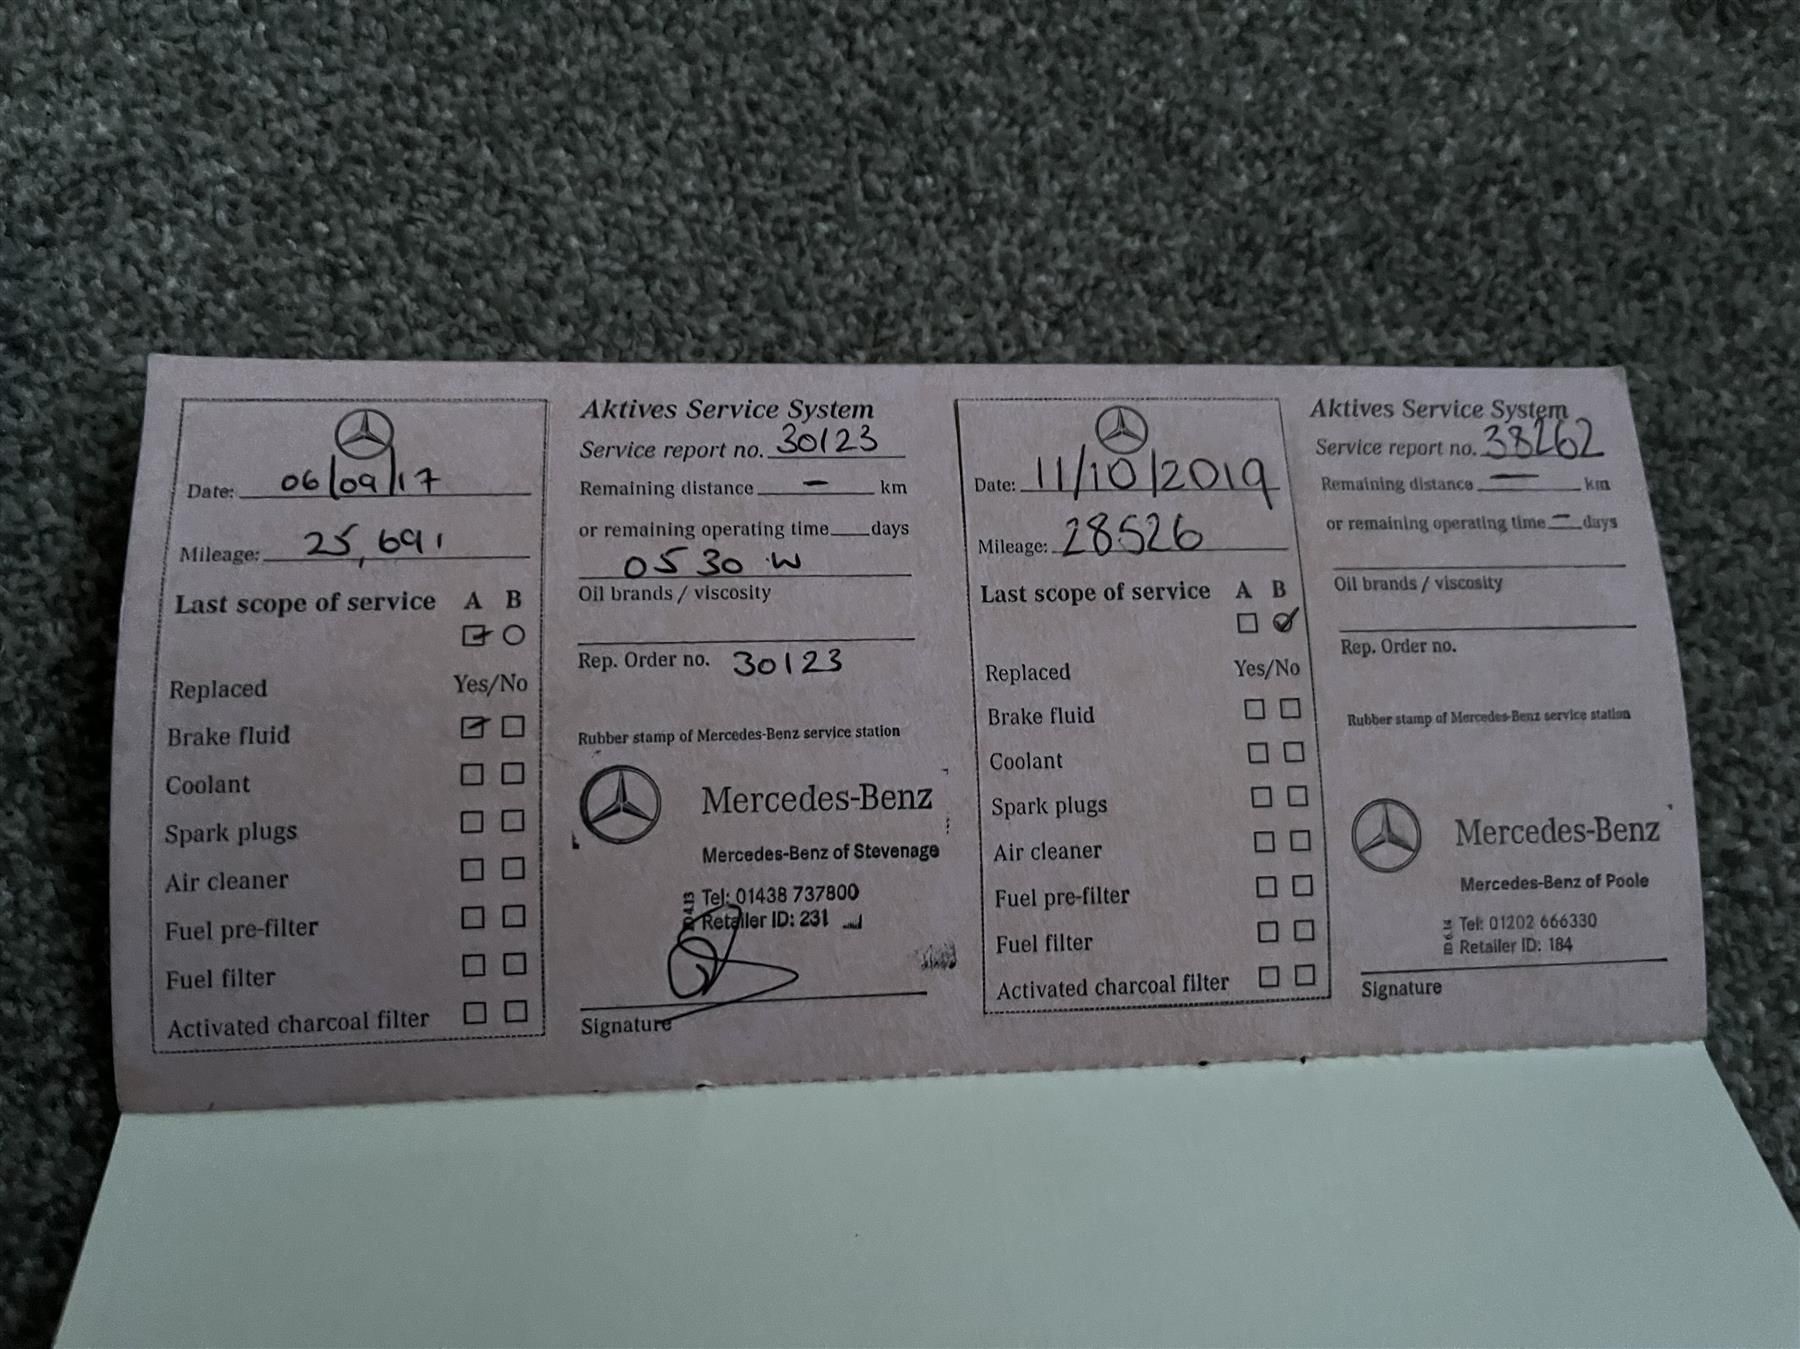 Date: 06/09/17
Mileage: 25,691
Last scope of service A B
Replaced Yes/No
Brake fluid
Coolant
Spark plugs
Air cleaner
Fuel pre-filter
Fuel filter
Activated charcoal filter
Aktives Service System
Service report no. 30123
Remaining distance - km
or remaining operating time days
0530 W
Oil brands / viscosity
Rep. Order no. 30123
Rubber stamp of Mercedes-Benz service station
Mercedes-Benz
Mercedes-Benz of Stevenage
Tel: 01438 737800
Retailer ID: 231
Signature
Date: 11/10/2019
Mileage: 28526
Last scope of service A B
Replaced Yes/No
Brake fluid
Coolant
Spark plugs
Air cleaner
Fuel pre-filter
Fuel filter
Activated charcoal filter
Aktives Service System
Service report no. 38262
Remaining distance - km
or remaining operating time - days
Oil brands / viscosity
Rep. Order no.
Rubber stamp of Mercedes-Benz service station
Mercedes-Benz
Mercedes-Benz of Poole
Tel: 01202 666330
Retailer ID: 184
Signature